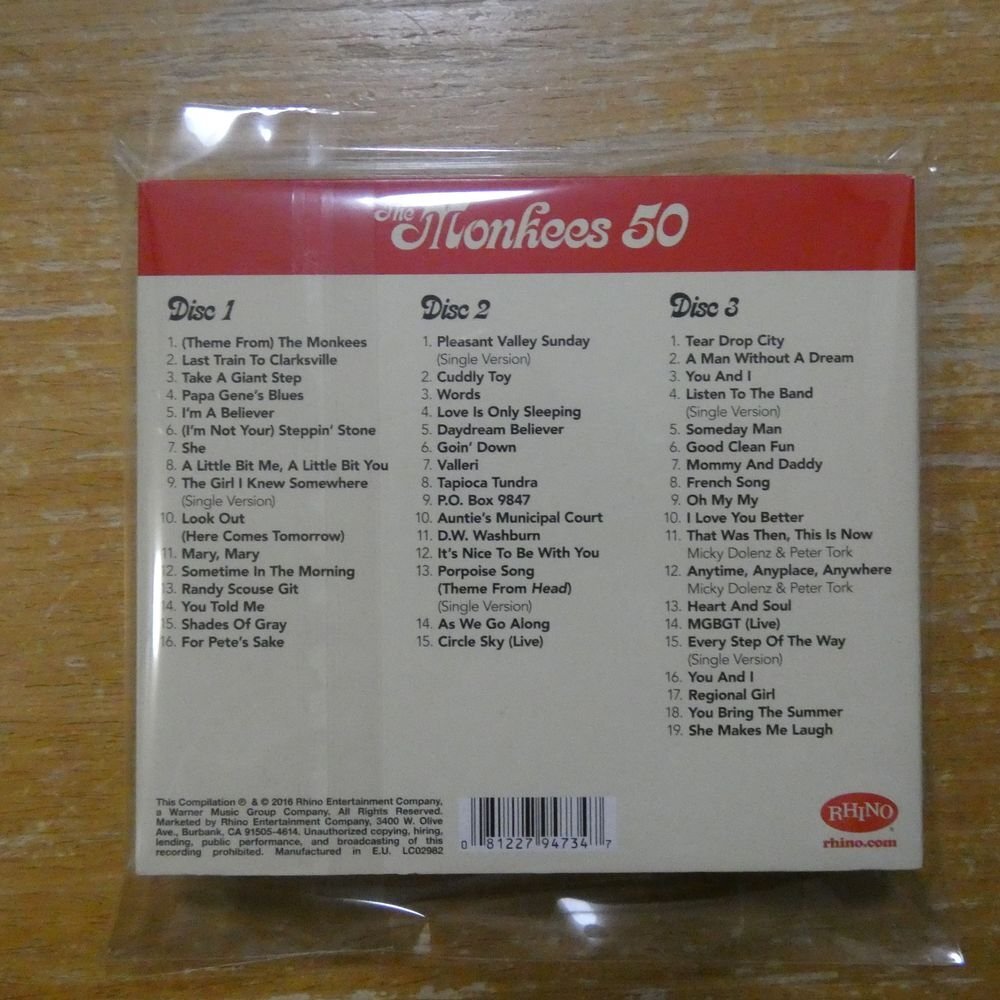 The Monkees 50
Disc 1
1. (Theme From) The Monkees
2. Last Train To Clarksville
3. Take A Giant Step
4. Papa Gene's Blues
5. I'm A Believer
6. (I'm Not Your) Steppin' Stone
7. She
8. A Little Bit Me, A Little Bit You
9. The Girl I Knew Somewhere
(Single Version)
10. Look Out
(Here Comes Tomorrow)
11. Mary, Mary
12. Sometime In The Morning
13. Randy Scouse Git
14. You Told Me
15. Shades Of Gray
16. For Pete's Sake
Disc 2
1. Pleasant Valley Sunday
(Single Version)
2. Cuddly Toy
3. Words
4. Love Is Only Sleeping
5. Daydream Believer
6. Goin' Down
7. Valleri
8. Tapioca Tundra
9. P.O. Box 9847
10. Auntie's Municipal Court
11. D.W. Washburn
12. It's Nice To Be With You
13. Porpoise Song
(Theme From Head)
(Single Version)
14. As We Go Along
15. Circle Sky (Live)
Disc 3
1. Tear Drop City
2. A Man Without A Dream
3. You And I
4. Listen To The Band
(Single Version)
5. Someday Man
6. Good Clean Fun
7. Mommy And Daddy
8. French Song
9. Oh My My
10. I Love You Better
11. That Was Then, This Is Now
Micky Dolenz & Peter Tork
12. Anytime, Anyplace, Anywhere
Micky Dolenz & Peter Tork
13. Heart And Soul
14. MGBGT (Live)
15. Every Step Of The Way
(Single Version)
16. You And I
17. Regional Girl
18. You Bring The Summer
19. She Makes Me Laugh
This Compilation ℗ & © 2016 Rhino Entertainment Company,
a Warner Music Group Company. All Rights Reserved.
Marketed by Rhino Entertainment Company, 3400 W. Olive
Ave., Burbank, CA 91505-4614. Unauthorized copying, hiring,
lending, public performance, and broadcasting of this
recording prohibited. Manufactured in E.U. LC02982
0 81227 94734 7
RHINO
rhino.com